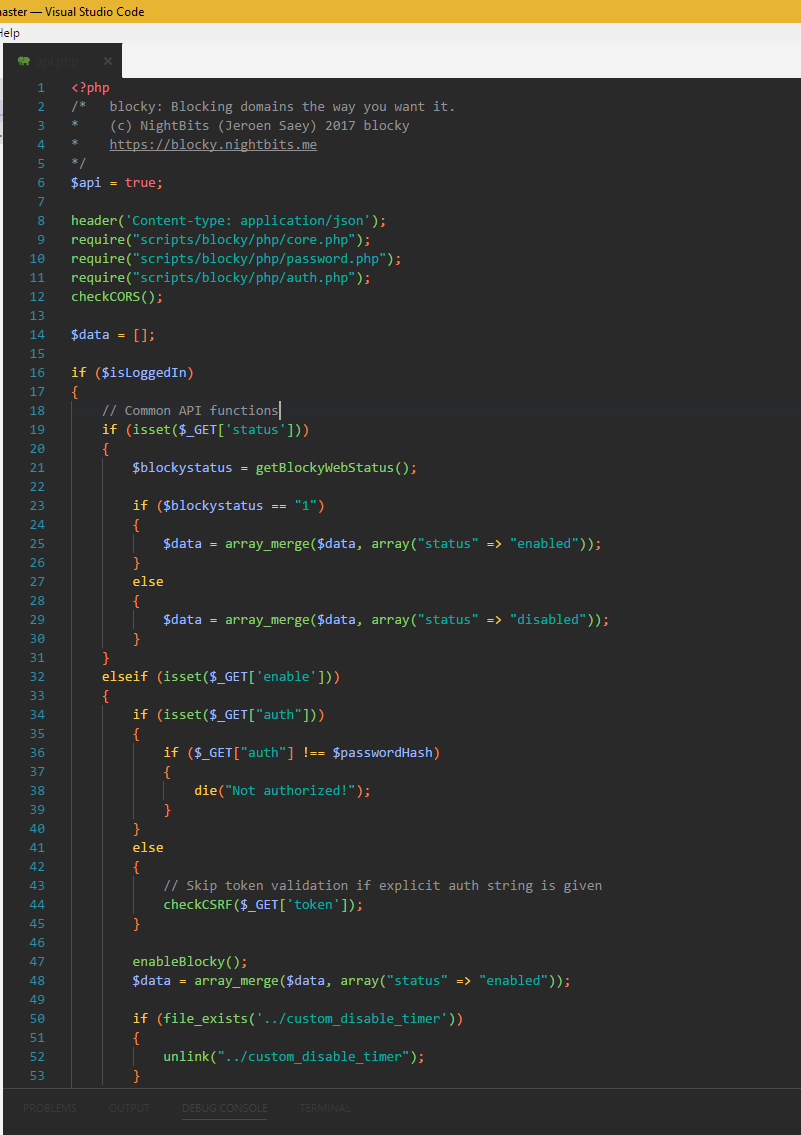 naster — Visual Studio Code
Help
api.php ×
1 <?php
2 /*   blocky: Blocking domains the way you want it.
3 *    (c) NightBits (Jeroen Saey) 2017 blocky
4 *    https://blocky.nightbits.me
5 */
6 $api = true;
7
8 header('Content-type: application/json');
9 require("scripts/blocky/php/core.php");
10 require("scripts/blocky/php/password.php");
11 require("scripts/blocky/php/auth.php");
12 checkCORS();
13
14 $data = [];
15
16 if ($isLoggedIn)
17 {
18     // Common API functions
19     if (isset($_GET['status']))
20     {
21         $blockystatus = getBlockyWebStatus();
22
23         if ($blockystatus == "1")
24         {
25             $data = array_merge($data, array("status" => "enabled"));
26         }
27         else
28         {
29             $data = array_merge($data, array("status" => "disabled"));
30         }
31     }
32     elseif (isset($_GET['enable']))
33     {
34         if (isset($_GET["auth"]))
35         {
36             if ($_GET["auth"] !== $passwordHash)
37             {
38                 die("Not authorized!");
39             }
40         }
41         else
42         {
43             // Skip token validation if explicit auth string is given
44             checkCSRF($_GET['token']);
45         }
46
47         enableBlocky();
48         $data = array_merge($data, array("status" => "enabled"));
49
50         if (file_exists('../custom_disable_timer'))
51         {
52             unlink("../custom_disable_timer");
53         }
PROBLEMS OUTPUT DEBUG CONSOLE TERMINAL